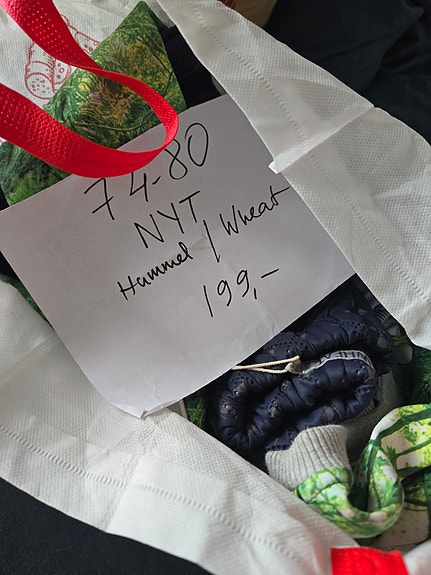 74-80
NYT
Hummel / Wheat
199,-